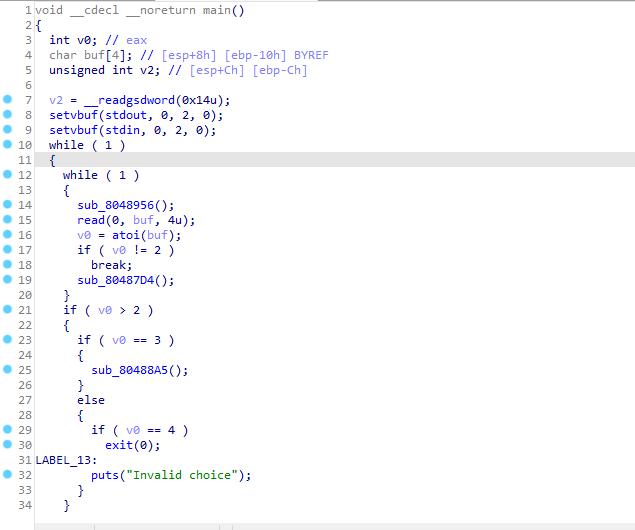 1 void __cdecl __noreturn main()
2 {
3 int v0; // eax
4 char buf[4]; // [esp+8h] [ebp-10h] BYREF
5 unsigned int v2; // [esp+Ch] [ebp-Ch]
6
7 v2 = __readgsdword(0x14u);
8 setvbuf(stdout, 0, 2, 0);
9 setvbuf(stdin, 0, 2, 0);
10 while ( 1 )
11 {
12 while ( 1 )
13 {
14 sub_8048956();
15 read(0, buf, 4u);
16 v0 = atoi(buf);
17 if ( v0 != 2 )
18 break;
19 sub_80487D4();
20 }
21 if ( v0 > 2 )
22 {
23 if ( v0 == 3 )
24 {
25 sub_80488A5();
26 }
27 else
28 {
29 if ( v0 == 4 )
30 exit(0);
31 LABEL_13:
32 puts("Invalid choice");
33 }
34 }